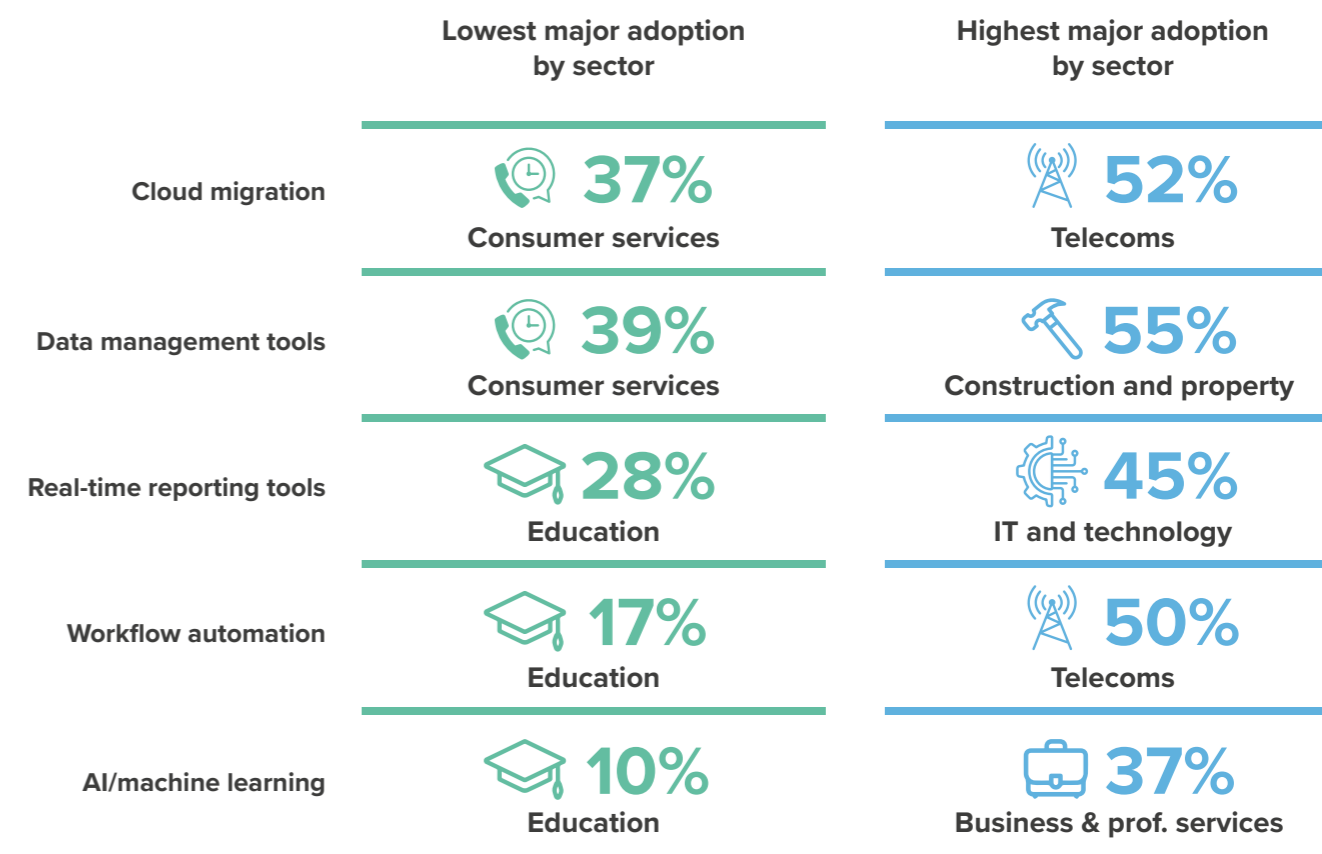 Lowest major adoption
by sector
Highest major adoption
by sector
Cloud migration
37%
Consumer services
52%
Telecoms
Data management tools
39%
Consumer services
55%
Construction and property
Real-time reporting tools
28%
Education
45%
IT and technology
Workflow automation
17%
Education
50%
Telecoms
AI/machine learning
10%
Education
37%
Business & prof. services